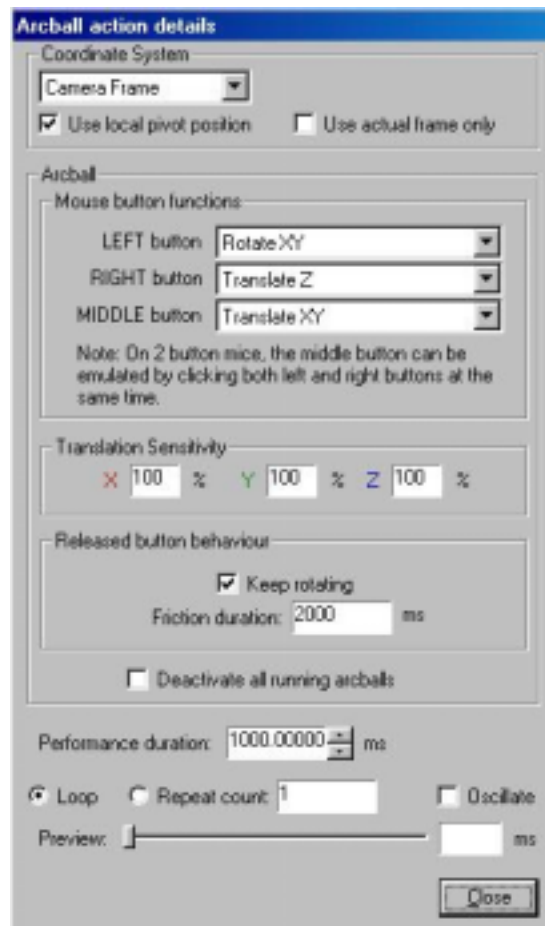 Arcball action details
Coordinate System
Camera Frame
Use local pivot position Use actual frame only
Arcball
Mouse button functions
LEFT button Rotate XY
RIGHT button Translate Z
MIDDLE button Translate XY
Note: On 2 button mice, the middle button can be
emulated by clicking both left and right buttons at the
same time.
Translation Sensitivity
X 100 % Y 100 % Z 100 %
Released button behaviour
Keep rotating
Friction duration: 2000 ms
Deactivate all running arcballs
Performance duration: 1000.00000 ms
Loop Repeat count: 1 Oscillate
Preview: ms
Close